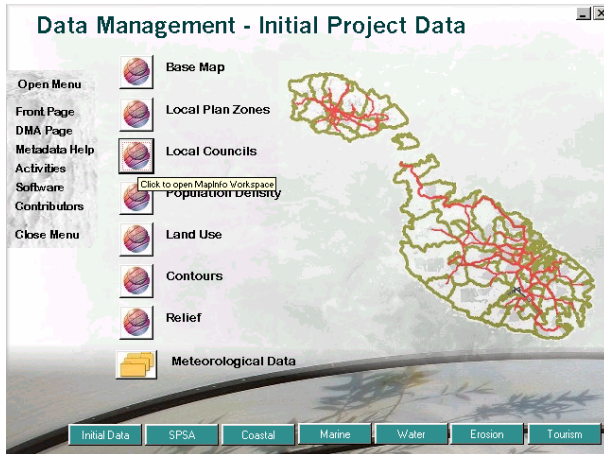 Data Management - Initial Project Data
Open Menu
Front Page
DMA Page
Metadata Help
Activities
Software
Contributors
Close Menu
Base Map
Local Plan Zones
Local Councils
Click to open MapInfo Workspace
Population Density
Land Use
Contours
Relief
Meteorological Data
Initial Data
SPSA
Coastal
Marine
Water
Erosion
Tourism